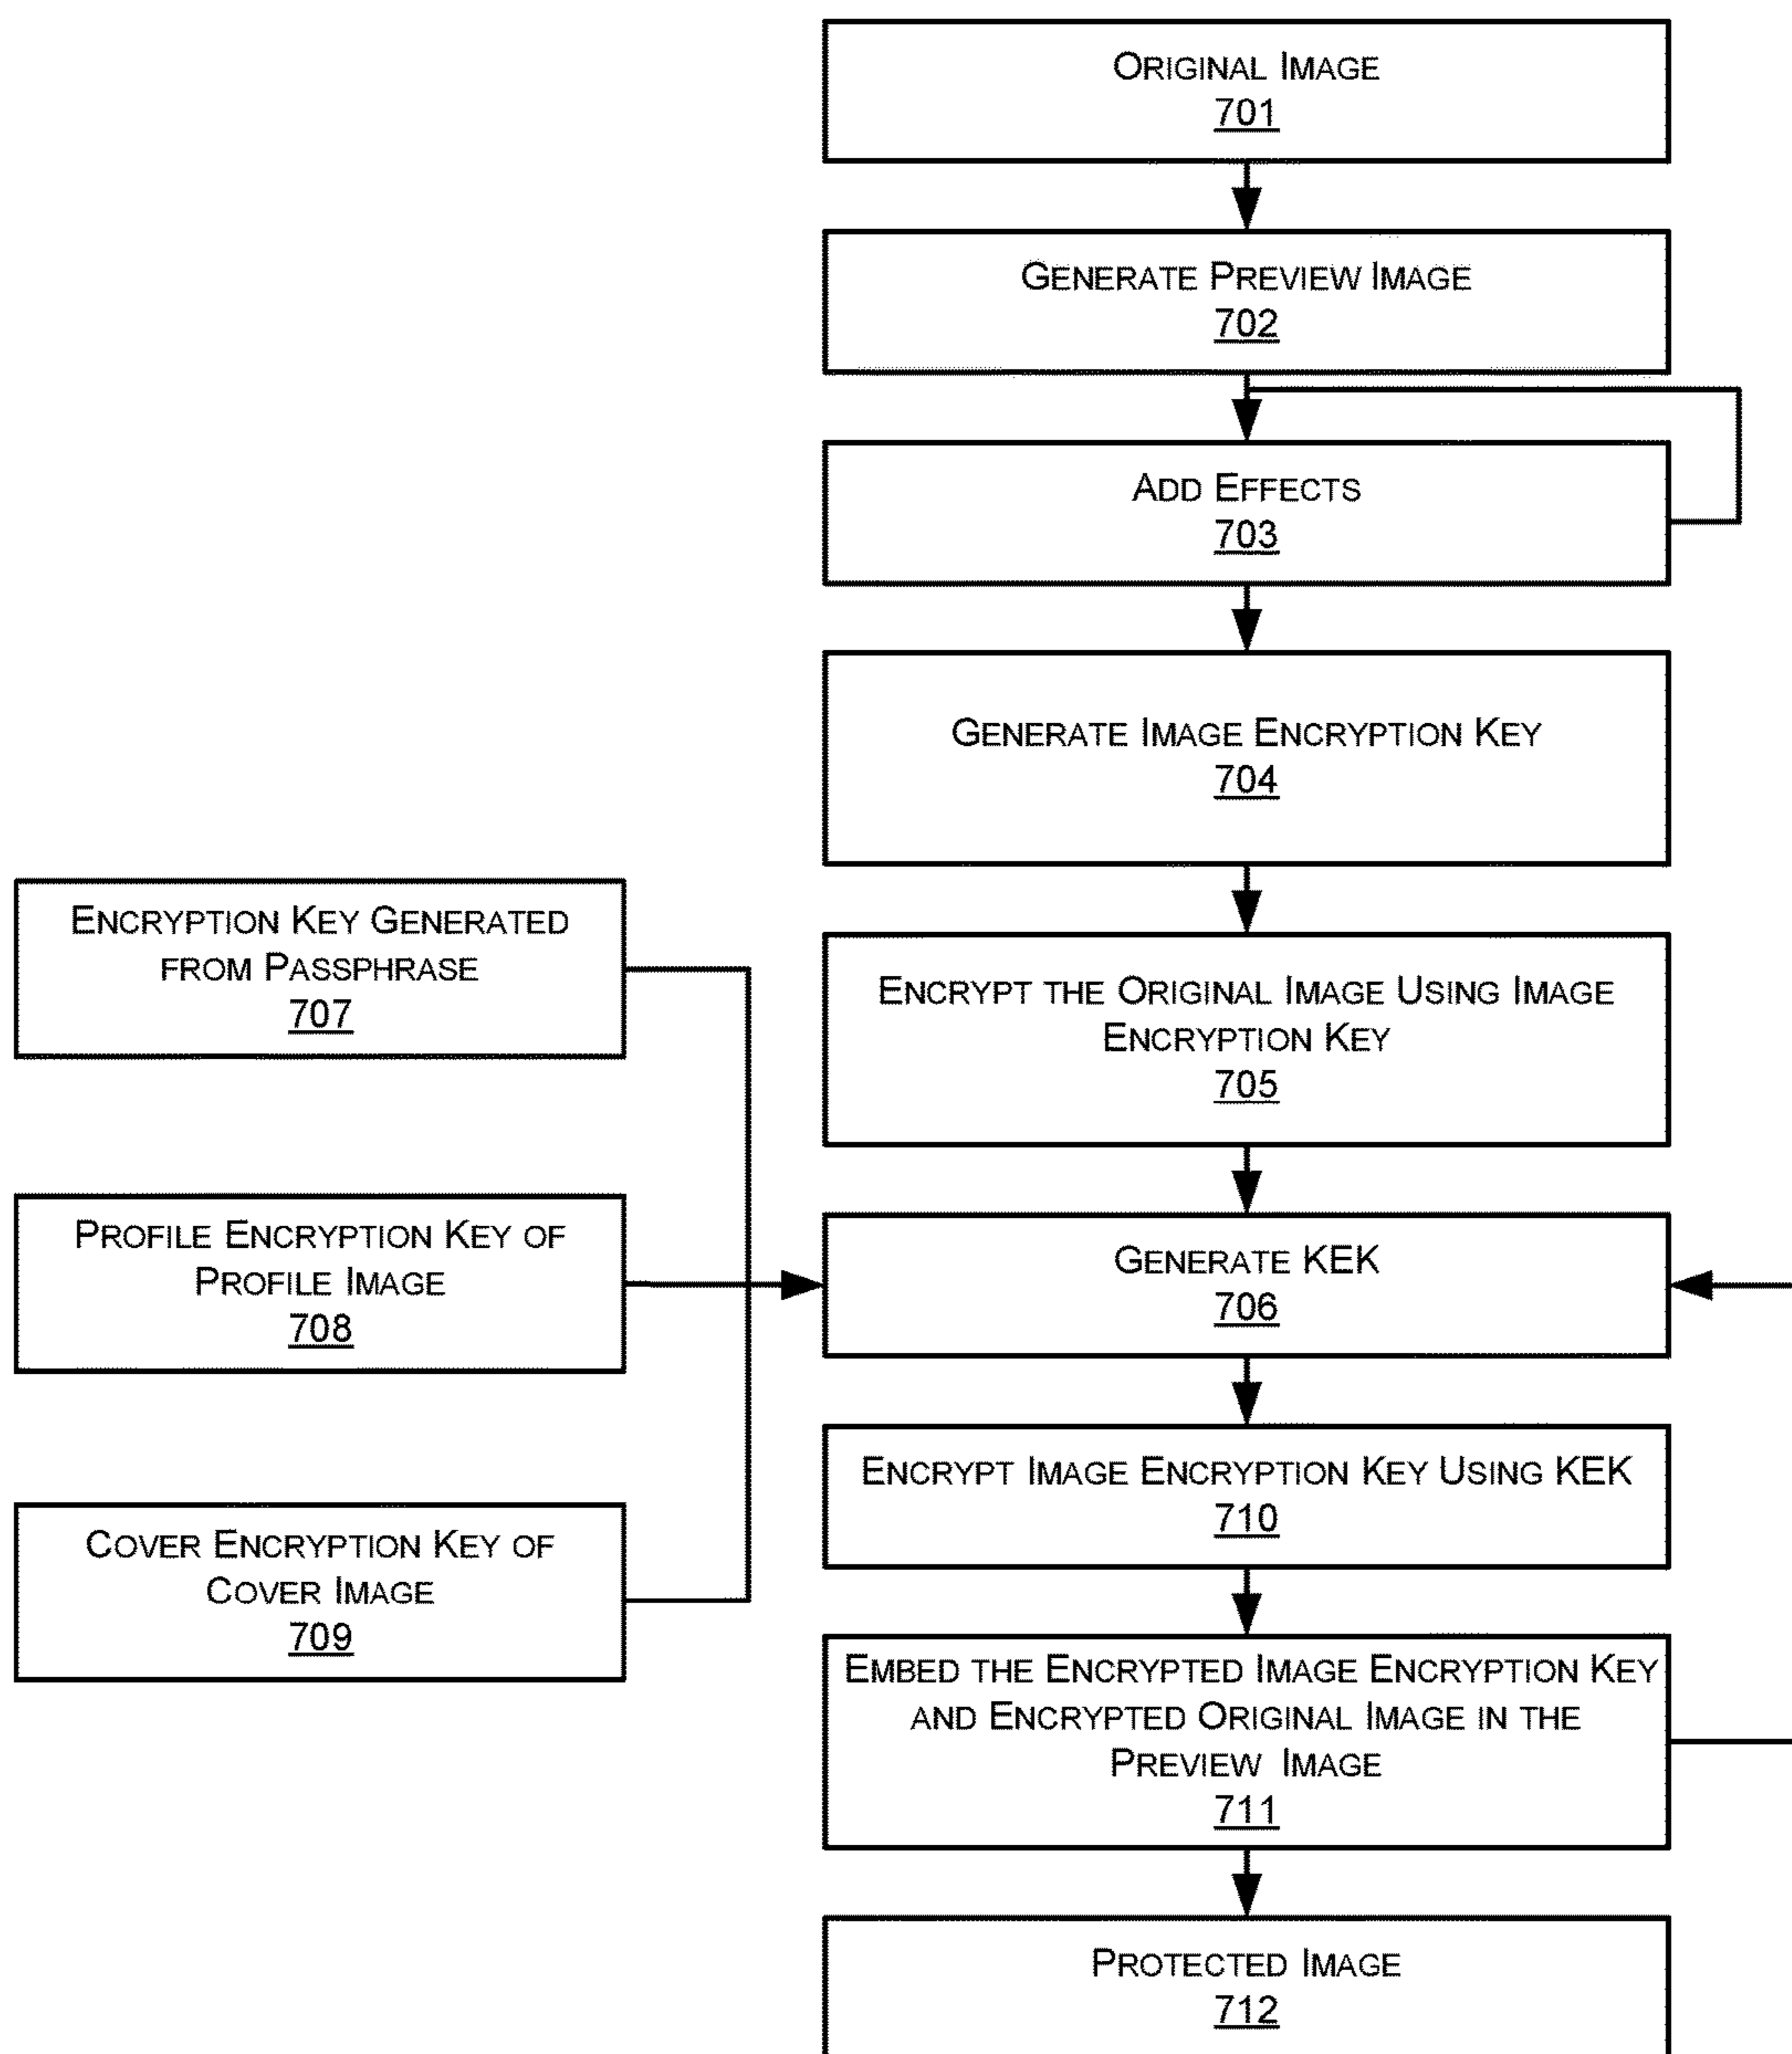 ORIGINAL IMAGE
701
GENERATE PREVIEW IMAGE
702
ADD EFFECTS
703
GENERATE IMAGE ENCRYPTION KEY
704
ENCRYPT THE ORIGINAL IMAGE USING IMAGE
ENCRYPTION KEY
705
ENCRYPTION KEY GENERATED
FROM PASSPHRASE
707
PROFILE ENCRYPTION KEY OF
PROFILE IMAGE
708
COVER ENCRYPTION KEY OF
COVER IMAGE
709
GENERATE KEK
706
ENCRYPT IMAGE ENCRYPTION KEY USING KEK
710
EMBED THE ENCRYPTED IMAGE ENCRYPTION KEY
AND ENCRYPTED ORIGINAL IMAGE IN THE
PREVIEW IMAGE
711
PROTECTED IMAGE
712